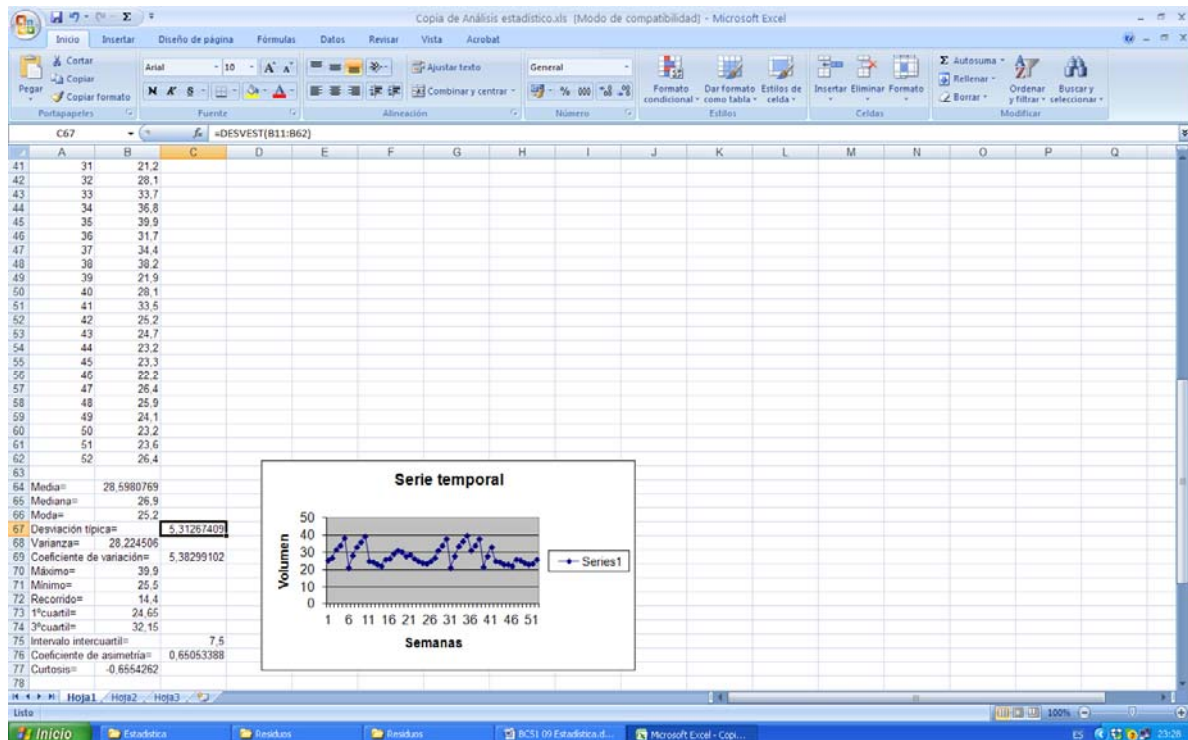 Copia de Análisis estadístico.xls [Modo de compatibilidad] - Microsoft Excel
Inicio Insertar Diseño de página Fórmulas Datos Revisar Vista Acrobat
Pegar
Cortar
Copiar
Copiar formato
Portapapeles
Arial 10
N K S
Fuente
Ajustar texto
Combinar y centrar
Alineación
General
% 000
Número
Formato condicional
Dar formato como tabla
Estilos de celda
Estilos
Insertar Eliminar Formato
Celdas
Σ Autosuma
Rellenar
Borrar
Ordenar y filtrar
Buscar y seleccionar
Modificar
C67 fx =DESVEST(B11:B62)
A B C D E F G H I J K L M N O P Q
41 31 21,2
42 32 28,1
43 33 33,7
44 34 36,8
45 35 39,9
46 36 31,7
47 37 34,4
48 38 38,2
49 39 21,9
50 40 28,1
51 41 33,5
52 42 25,2
53 43 24,7
54 44 23,2
55 45 23,3
56 46 22,2
57 47 26,4
58 48 25,9
59 49 24,1
60 50 23,2
61 51 23,6
62 52 26,4
63
64 Media= 28,5980769
65 Mediana= 26,9
66 Moda= 25,2
67 Desviación típica= 5,31267409
68 Varianza= 28,224506
69 Coeficiente de variación= 5,38299102
70 Máximo= 39,9
71 Mínimo= 25,5
72 Recorrido= 14,4
73 1ºcuartil= 24,65
74 3ºcuartil= 32,15
75 Intervalo intercuartil= 7,5
76 Coeficiente de asimetría= 0,65053388
77 Curtosis= -0,6554262
78
Serie temporal
Volumen
50
40
30
20
10
0
1 6 11 16 21 26 31 36 41 46 51
Semanas
Series1
Hoja1 Hoja2 Hoja3
Listo
100%
Inicio
Estadística
Residuos
Residuos
BC51 09 Estadistica.d...
Microsoft Excel - Copi...
ES
23:28